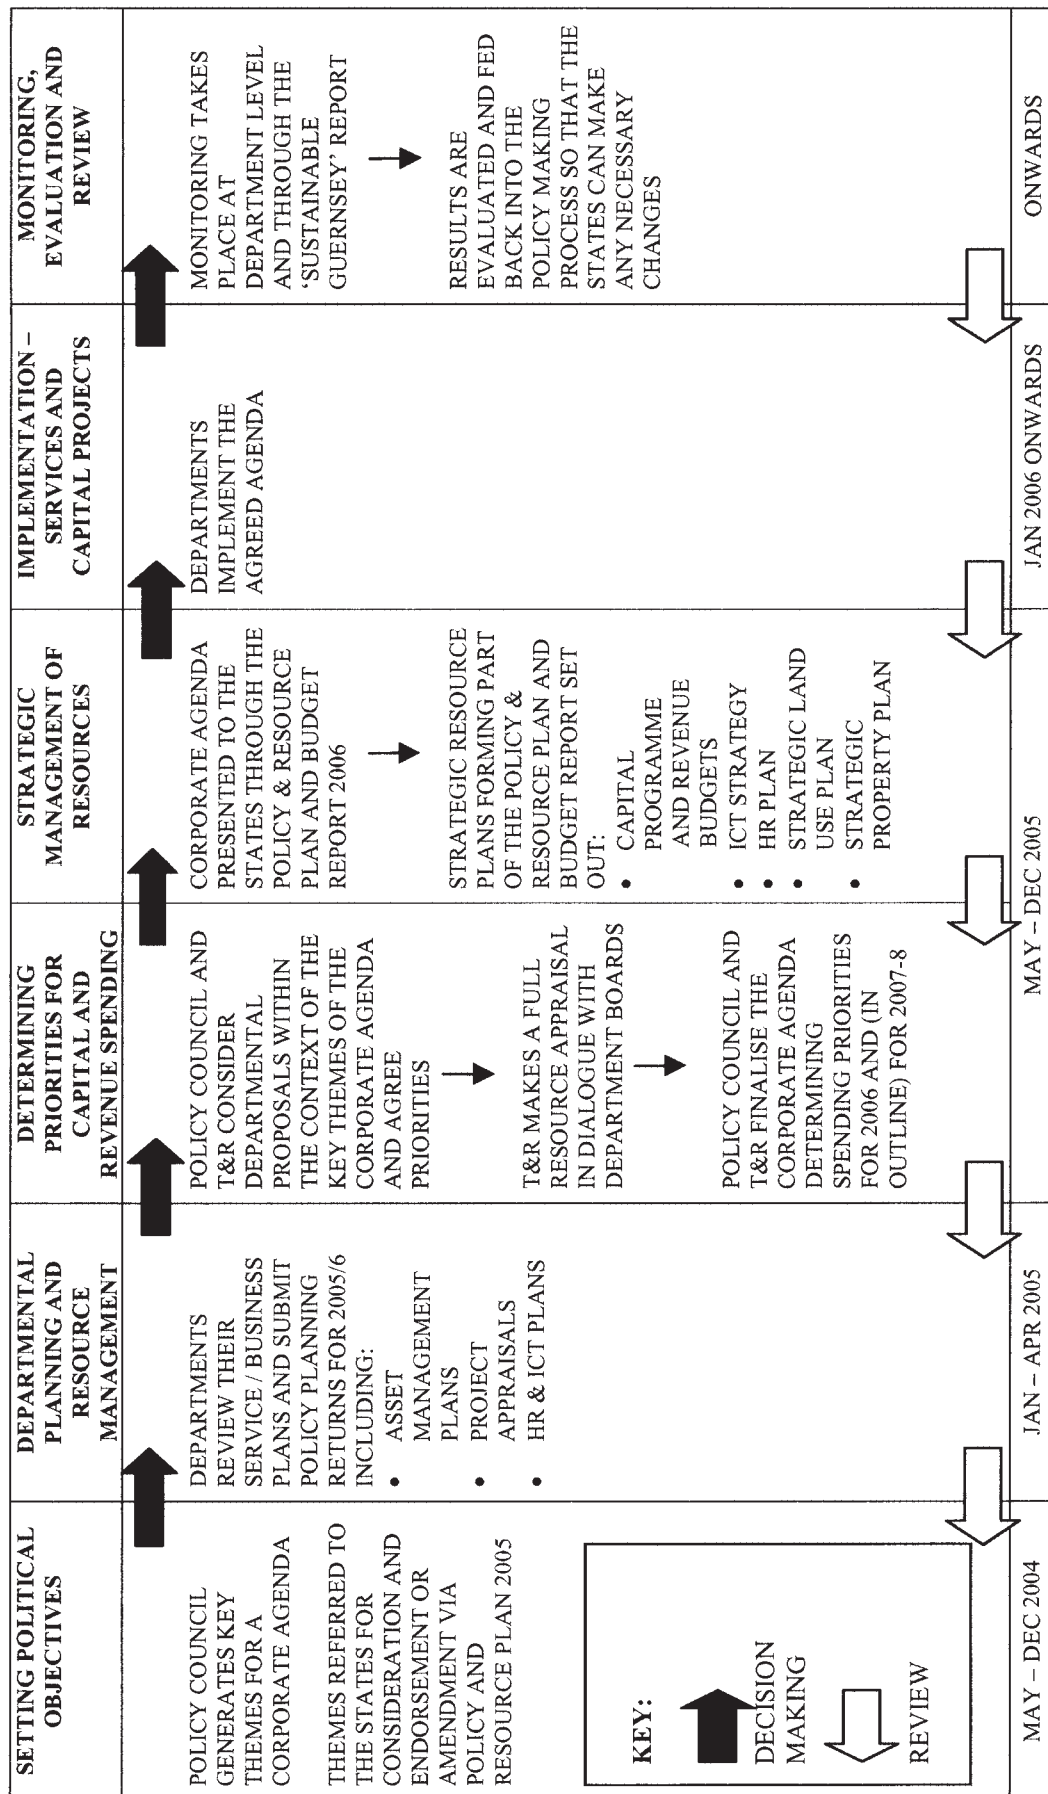 SETTING POLITICAL
OBJECTIVES
POLICY COUNCIL
GENERATES KEY
THEMES FOR A
CORPORATE AGENDA
THEMES REFERRED TO
THE STATES FOR
CONSIDERATION AND
ENDORSEMENT OR
AMENDMENT VIA
POLICY AND
RESOURCE PLAN 2005
KEY:
DECISION
MAKING
REVIEW
MAY – DEC 2004
DEPARTMENTAL
PLANNING AND
RESOURCE
MANAGEMENT
DEPARTMENTS
REVIEW THEIR
SERVICE / BUSINESS
PLANS AND SUBMIT
POLICY PLANNING
RETURNS FOR 2005/6
INCLUDING:
• ASSET
MANAGEMENT
PLANS
• PROJECT
APPRAISALS
• HR & ICT PLANS
JAN – APR 2005
DETERMINING
PRIORITIES FOR
CAPITAL AND
REVENUE SPENDING
POLICY COUNCIL AND
T&R CONSIDER
DEPARTMENTAL
PROPOSALS WITHIN
THE CONTEXT OF THE
KEY THEMES OF THE
CORPORATE AGENDA
AND AGREE
PRIORITIES
T&R MAKES A FULL
RESOURCE APPRAISAL
IN DIALOGUE WITH
DEPARTMENT BOARDS
POLICY COUNCIL AND
T&R FINALISE THE
CORPORATE AGENDA
DETERMINING
SPENDING PRIORITIES
FOR 2006 AND (IN
OUTLINE) FOR 2007-8
STRATEGIC
MANAGEMENT OF
RESOURCES
CORPORATE AGENDA
PRESENTED TO THE
STATES THROUGH THE
POLICY & RESOURCE
PLAN AND BUDGET
REPORT 2006
STRATEGIC RESOURCE
PLANS FORMING PART
OF THE POLICY &
RESOURCE PLAN AND
BUDGET REPORT SET
OUT:
• CAPITAL
PROGRAMME
AND REVENUE
BUDGETS
• ICT STRATEGY
• HR PLAN
• STRATEGIC LAND
USE PLAN
• STRATEGIC
PROPERTY PLAN
MAY – DEC 2005
IMPLEMENTATION –
SERVICES AND
CAPITAL PROJECTS
DEPARTMENTS
IMPLEMENT THE
AGREED AGENDA
JAN 2006 ONWARDS
MONITORING,
EVALUATION AND
REVIEW
MONITORING TAKES
PLACE AT
DEPARTMENT LEVEL
AND THROUGH THE
‘SUSTAINABLE
GUERNSEY’ REPORT
RESULTS ARE
EVALUATED AND FED
BACK INTO THE
POLICY MAKING
PROCESS SO THAT THE
STATES CAN MAKE
ANY NECESSARY
CHANGES
ONWARDS